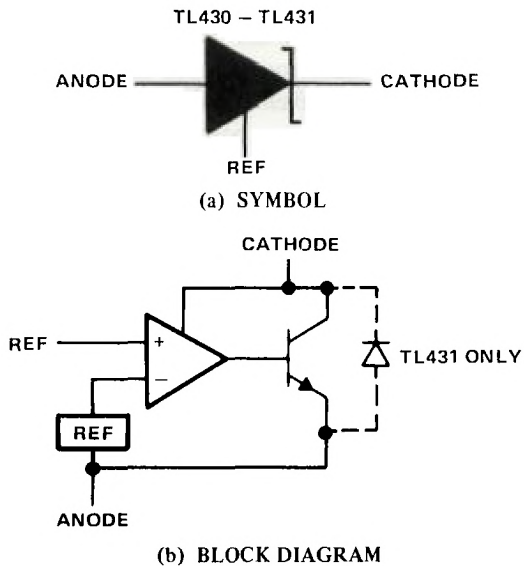 TL430 – TL431
ANODE
CATHODE
REF
(a) SYMBOL
CATHODE
REF
+
−
TL431 ONLY
REF
ANODE
(b) BLOCK DIAGRAM